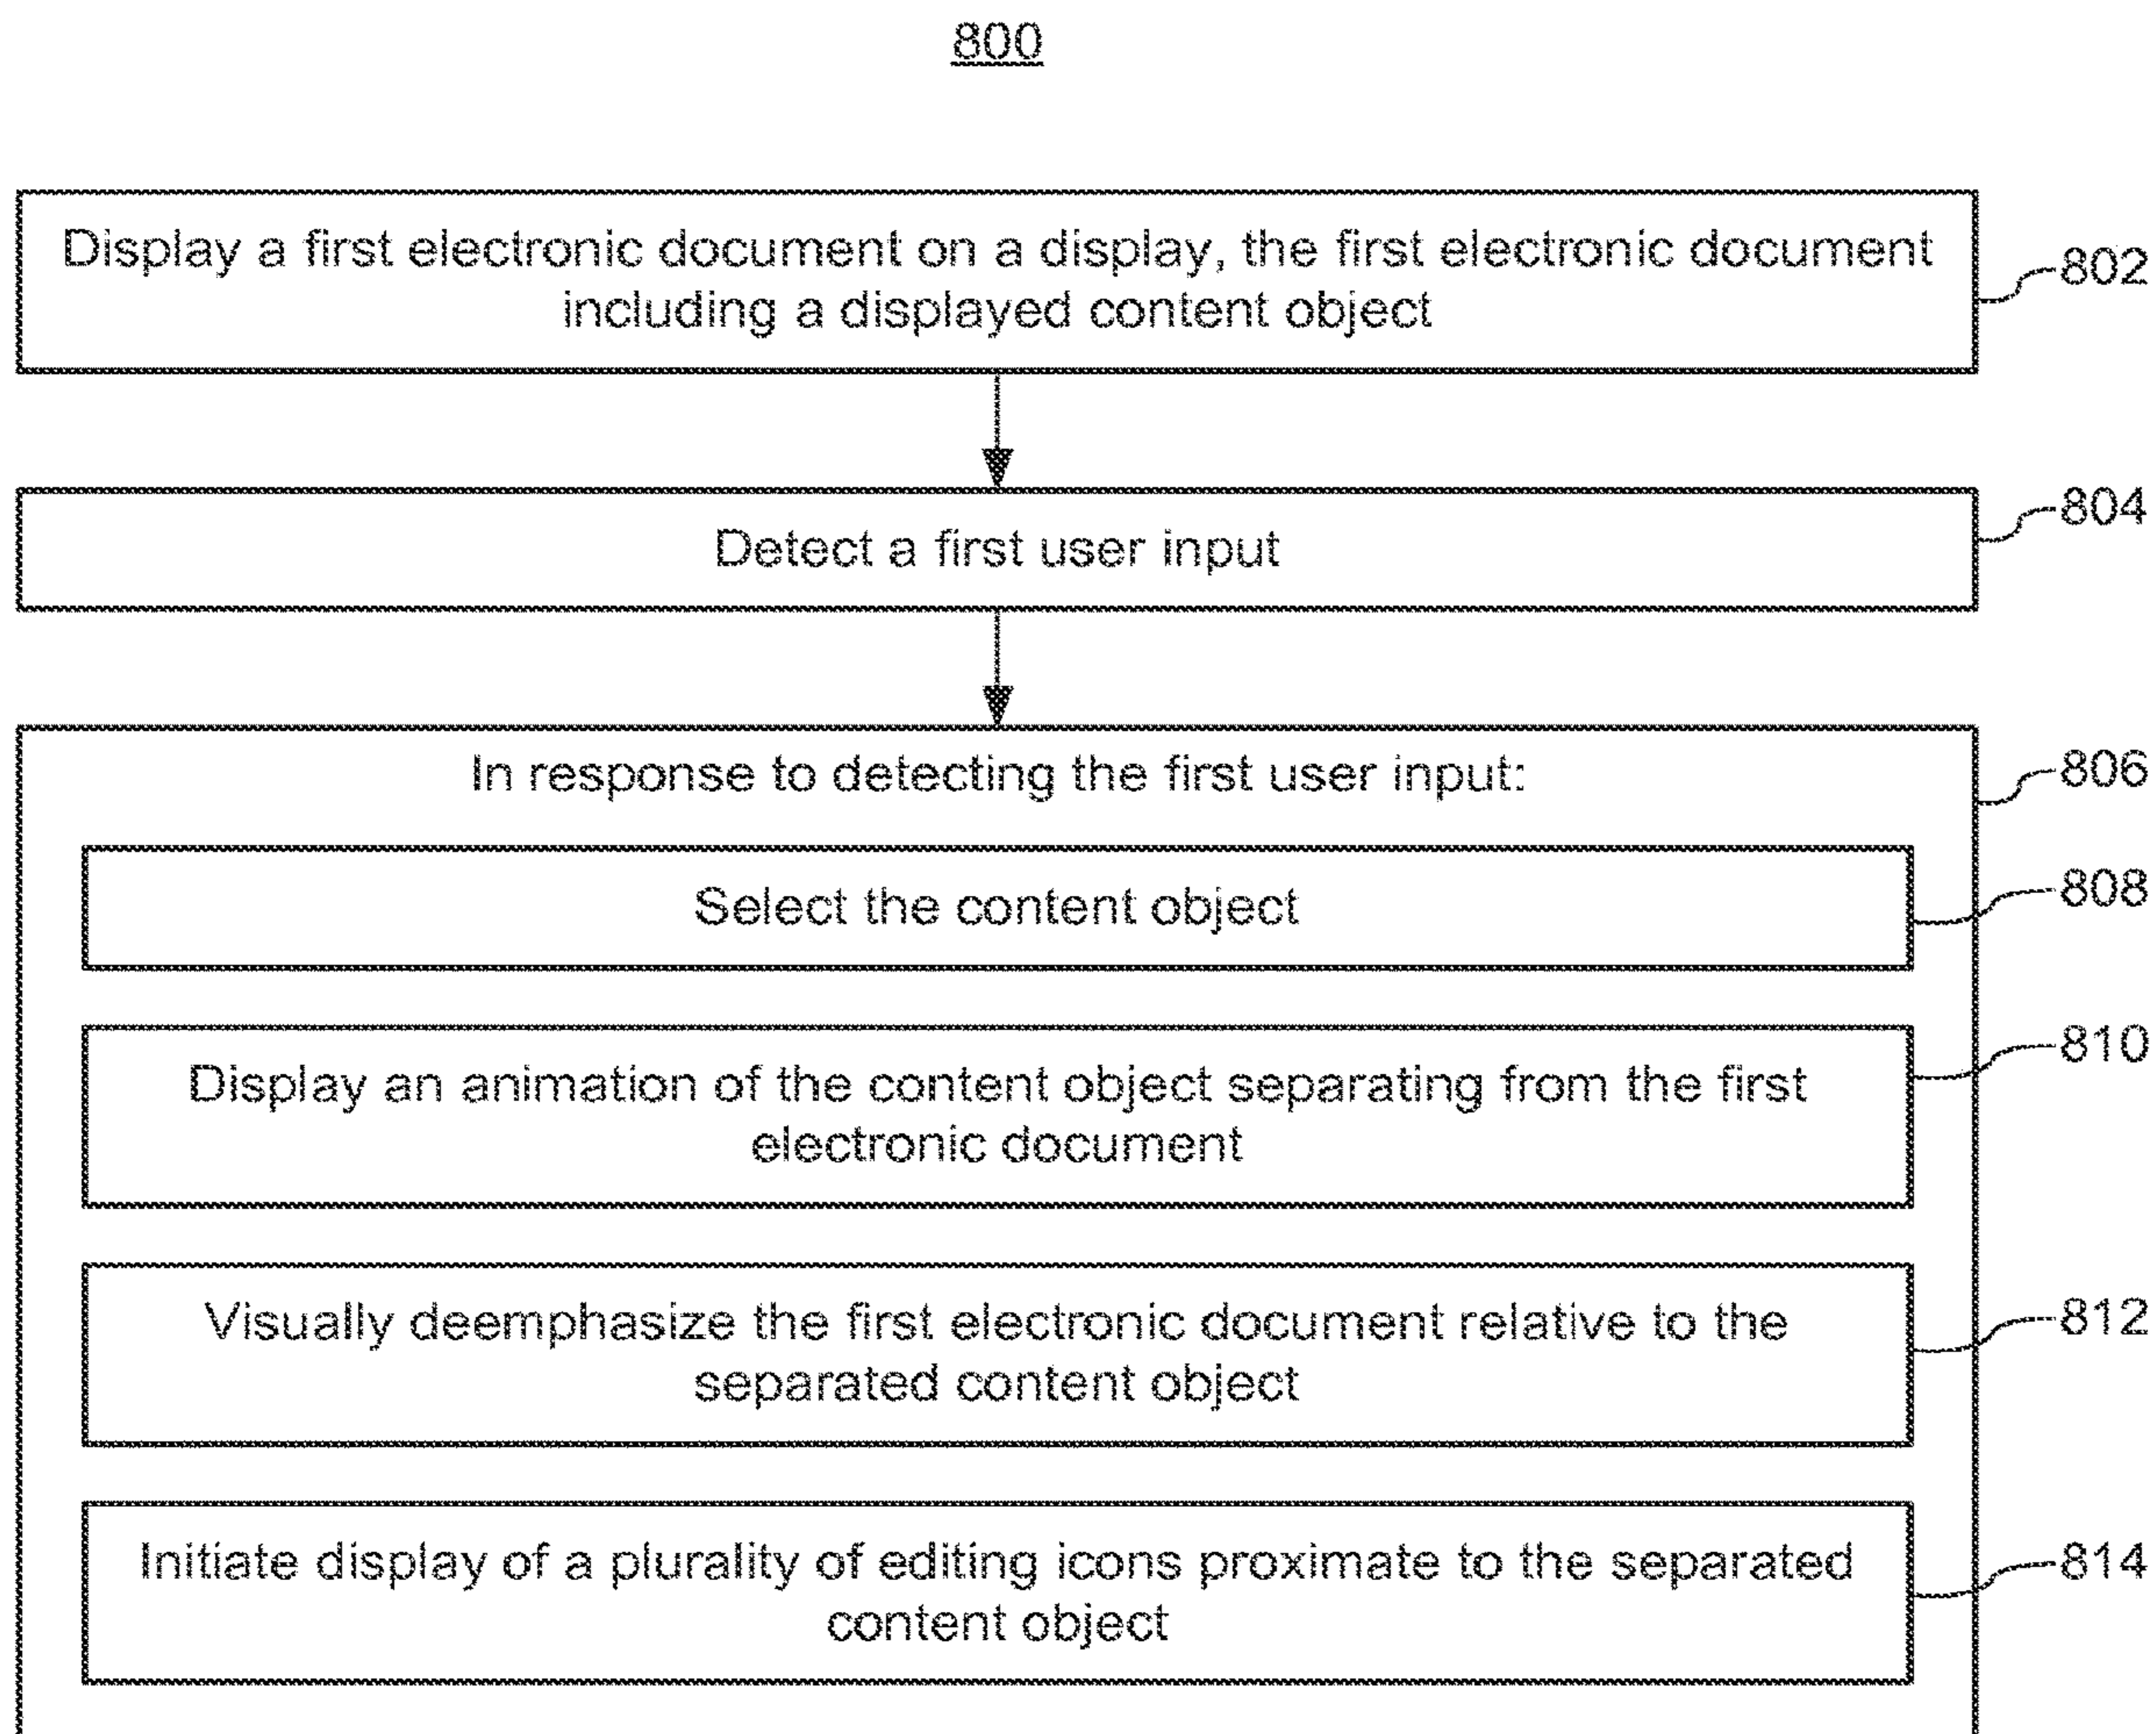 800
Display a first electronic document on a display, the first electronic document
including a displayed content object
802
Detect a first user input
804
In response to detecting the first user input:
806
Select the content object
808
Display an animation of the content object separating from the first
electronic document
810
Visually deemphasize the first electronic document relative to the
separated content object
812
Initiate display of a plurality of editing icons proximate to the separated
content object
814